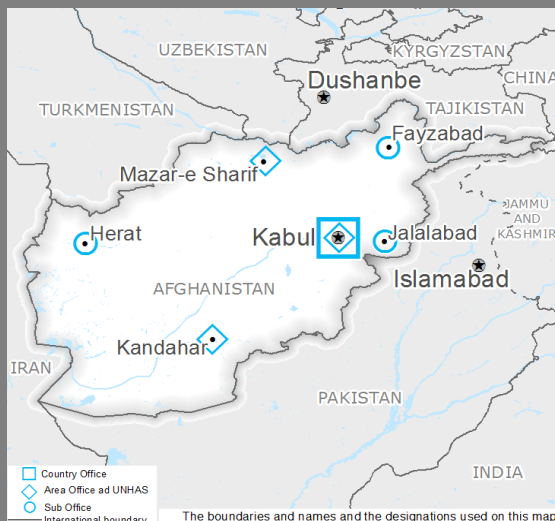 UZBEKISTAN
KYRGYZSTAN
Dushanbe
CHINA
TURKMENISTAN
TAJIKISTAN
Fayzabad
Mazar-e Sharif
JAMMU
AND
KASHMIR
Herat
Kabul
Jalalabad
Islamabad
AFGHANISTAN
Kandahar
IRAN
PAKISTAN
INDIA
Country Office
Area Office ad UNHAS
Sub Office
International boundary
The boundaries and names and the designations used on this map